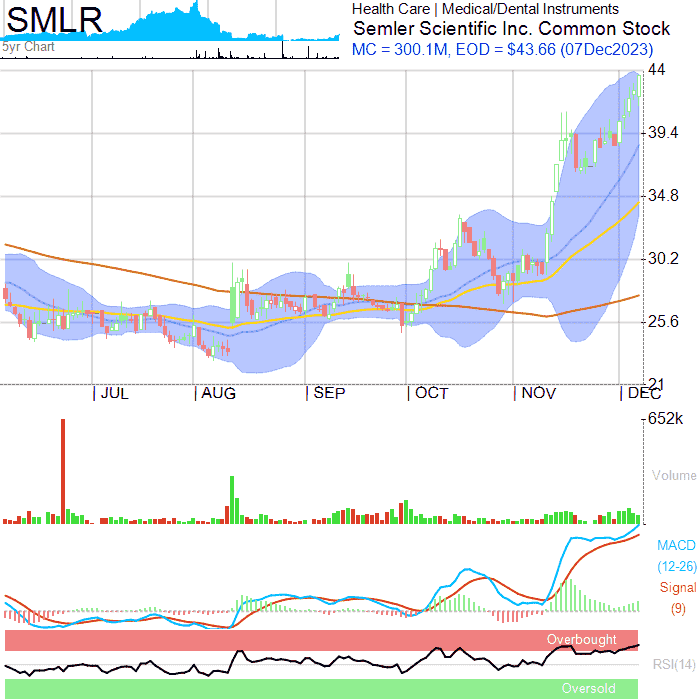 SMLR
5yr Chart
Health Care | Medical/Dental Instruments
Semler Scientific Inc. Common Stock
MC = 300.1M, EOD = $43.66 (07Dec2023)
44
39.4
34.8
30.2
25.6
21
JUL AUG SEP OCT NOV DEC
652k
Volume
MACD
(12-26)
Signal
(9)
Overbought
RSI(14)
Oversold